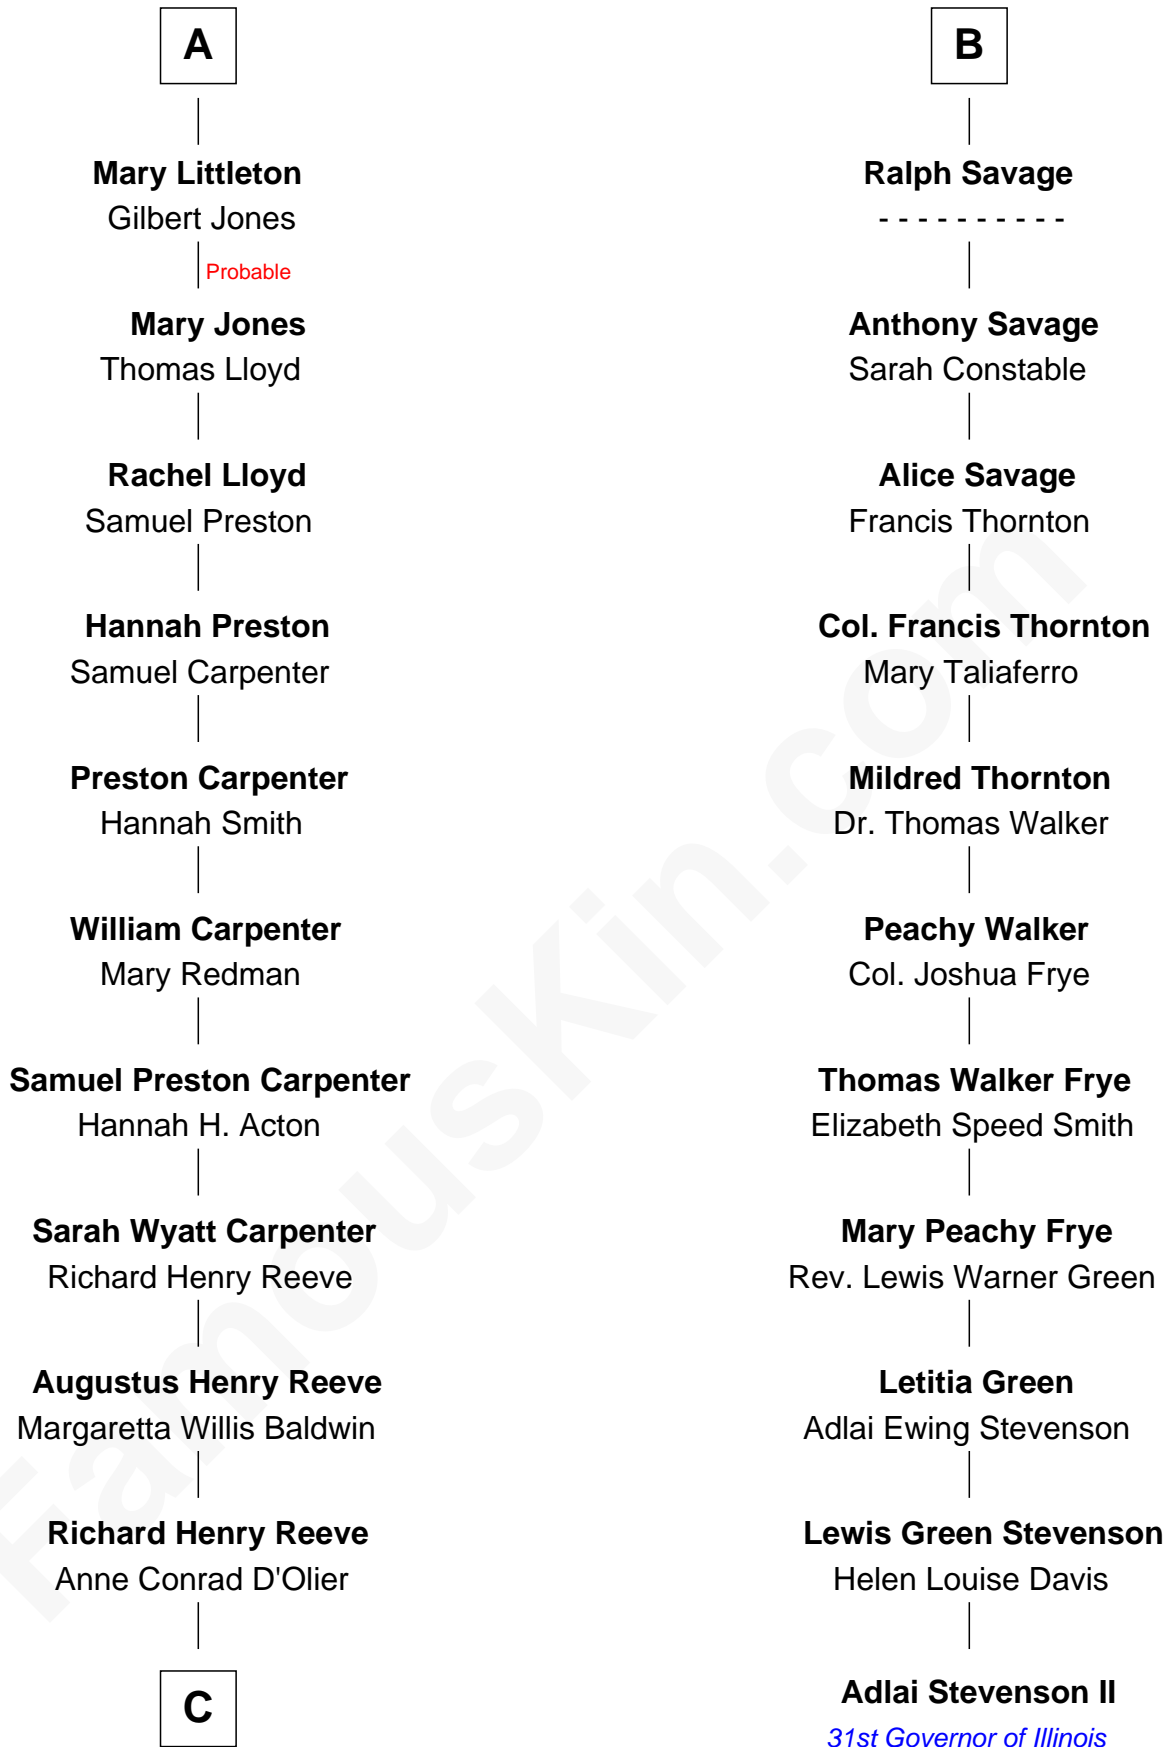 A
Mary Littleton
Gilbert Jones
Probable
Mary Jones
Thomas Lloyd
Rachel Lloyd
Samuel Preston
Hannah Preston
Samuel Carpenter
Preston Carpenter
Hannah Smith
William Carpenter
Mary Redman
Samuel Preston Carpenter
Hannah H. Acton
Sarah Wyatt Carpenter
Richard Henry Reeve
Augustus Henry Reeve
Margaretta Willis Baldwin
Richard Henry Reeve
Anne Conrad D'Olier
C
B
Ralph Savage
- - - - - - - - - -
Anthony Savage
Sarah Constable
Alice Savage
Francis Thornton
Col. Francis Thornton
Mary Taliaferro
Mildred Thornton
Dr. Thomas Walker
Peachy Walker
Col. Joshua Frye
Thomas Walker Frye
Elizabeth Speed Smith
Mary Peachy Frye
Rev. Lewis Warner Green
Letitia Green
Adlai Ewing Stevenson
Lewis Green Stevenson
Helen Louise Davis
Adlai Stevenson II
31st Governor of Illinois
FamousKin.com